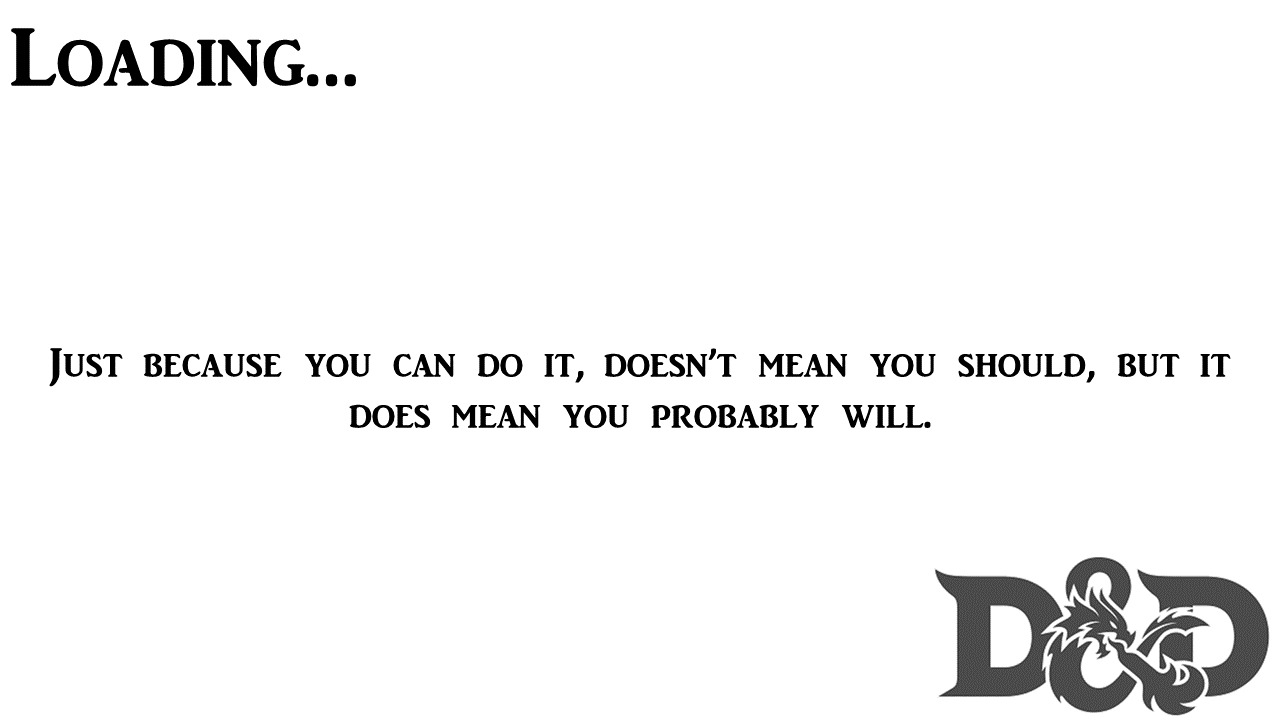 Loading...
Just because you can do it, doesn't mean you should, but it
does mean you probably will.
D&D